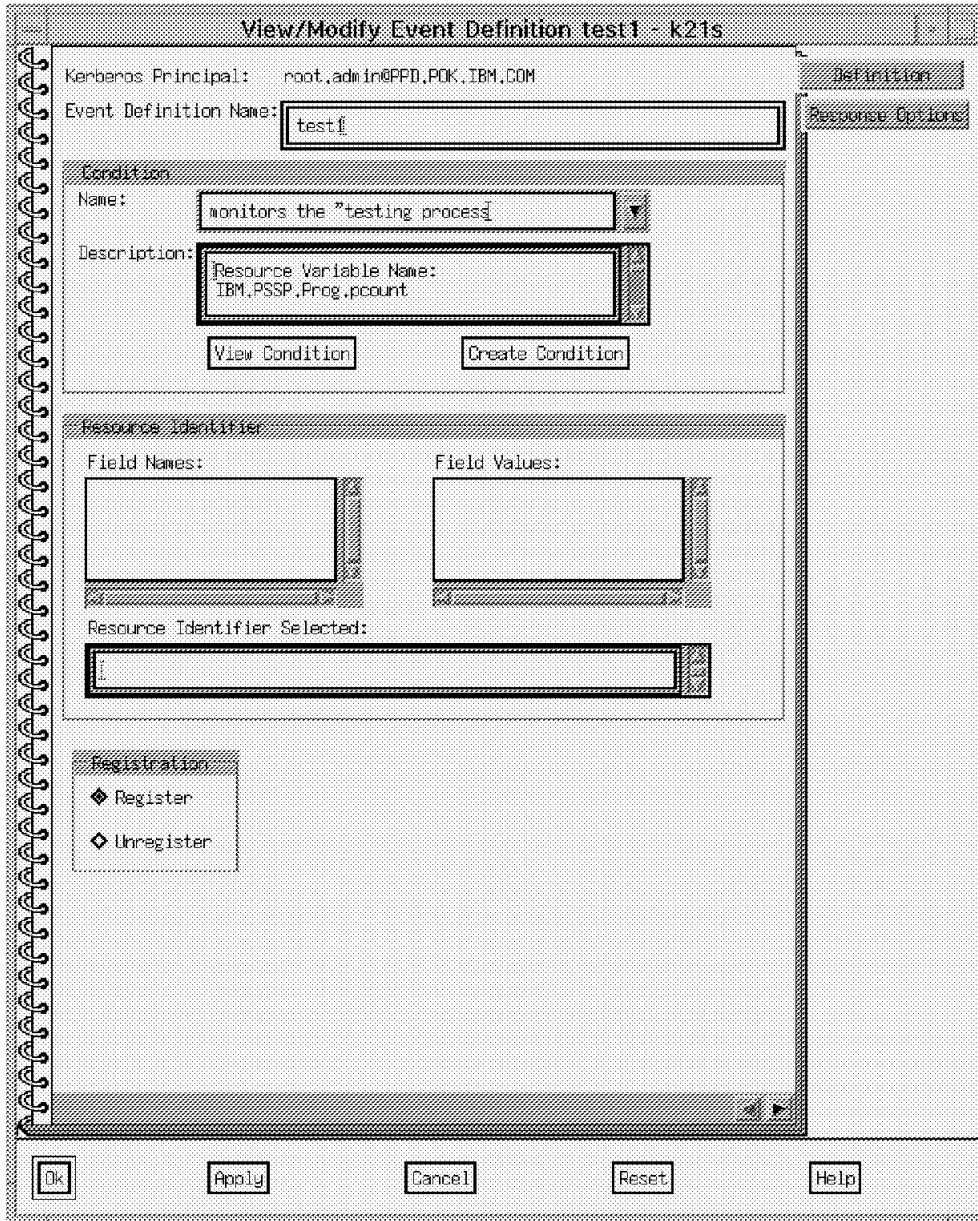 View/Modify Event Definition test1 - k21s
Kerberos Principal: root.admin@PPD.POK.IBM.COM
Definition
Event Definition Name: test1
Response Options
Condition
Name: monitors the "testing process
Description: Resource Variable Name:
IBM.PSSP.Prog.pcount
View Condition Create Condition
Resource Identifier
Field Names: Field Values:
Resource Identifier Selected:
Registration
Register
Unregister
Ok Apply Cancel Reset Help